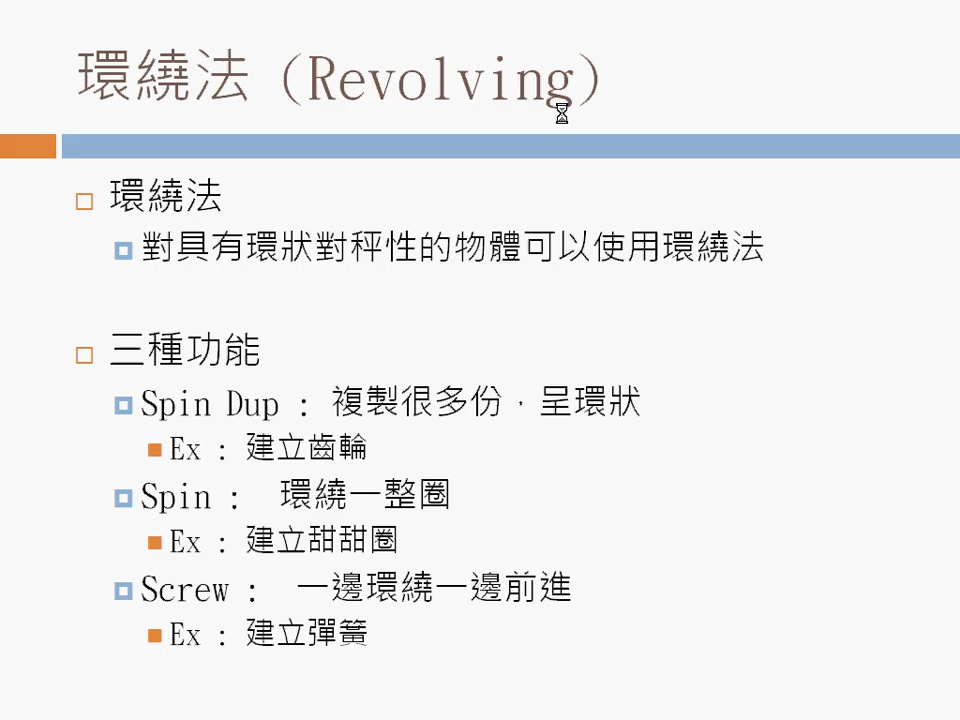 環繞法 (Revolving)
環繞法
對具有環狀對秤性的物體可以使用環繞法
三種功能
Spin Dup : 複製很多份，呈環狀
Ex : 建立齒輪
Spin : 環繞一整圈
Ex : 建立甜甜圈
Screw : 一邊環繞一邊前進
Ex : 建立彈簧